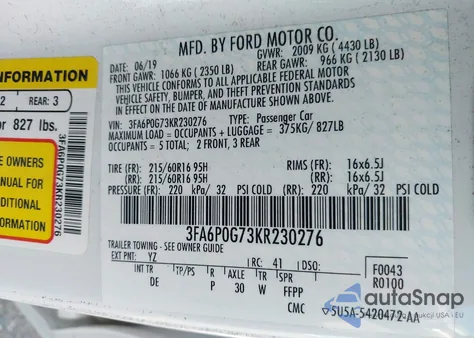 INFORMATION
2 REAR: 3
or 827 lbs.
E OWNERS
NUAL FOR
DITIONAL
RMATION
3FA6P0G73KR230276
MFD. BY FORD MOTOR CO.
DATE: 06/19 GVWR: 2009 KG (4430 LB)
FRONT GAWR: 1066 KG (2350 LB) REAR GAWR: 966 KG (2130 LB)
THIS VEHICLE CONFORMS TO ALL APPLICABLE FEDERAL MOTOR
VEHICLE SAFETY, BUMPER, AND THEFT PREVENTION STANDARDS
IN EFFECT ON THE DATE OF MANUFACTURE SHOWN ABOVE.
VIN: 3FA6P0G73KR230276 TYPE: Passenger Car
MAXIMUM LOAD = OCCUPANTS + LUGGAGE = 375KG/827LB
OCCUPANTS = 5 TOTAL; 2 FRONT, 3 REAR
TIRE (FR): 215/60R16 95H RIMS (FR): 16x6.5J
(RR): 215/60R16 95H (RR): 16x6.5J
PRESSURE (FR): 220 kPa/ 32 PSI COLD (RR): 220 kPa/ 32 PSI COLD
3FA6P0G73KR230276
TRAILER TOWING - SEE OWNER GUIDE
EXT PNT: YZ RC: 41 DSO: F0043
INT TR TP/PS R AXLE TR SPR R0100
DE P 30 W FFPP
CMC 5U5A-5420472-AA
autoSnap